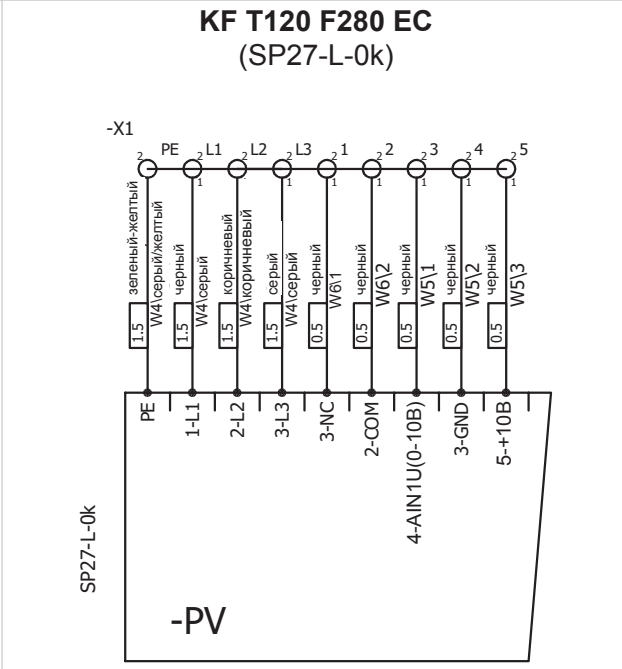 KF T120 F280 EC
(SP27-L-0k)
-X1
PE L1 L2 L3 1 2 3 4 5
2 2 2 2 2 2 2 2 2
1 1 1 1 1 1 1 1
зеленый-желтый
1.5
W4\серый/желтый
черный
1.5
W4\серый
коричневый
1.5
W4\коричневый
серый
1.5
W4\серый
черный
0.5
W6\1
черный
0.5
W6\2
черный
0.5
W5\1
черный
0.5
W5\2
черный
0.5
W5\3
PE
1-L1
2-L2
3-L3
3-NC
2-COM
4-AIN1U(0-10В)
3-GND
5-+10В
SP27-L-0k
-PV